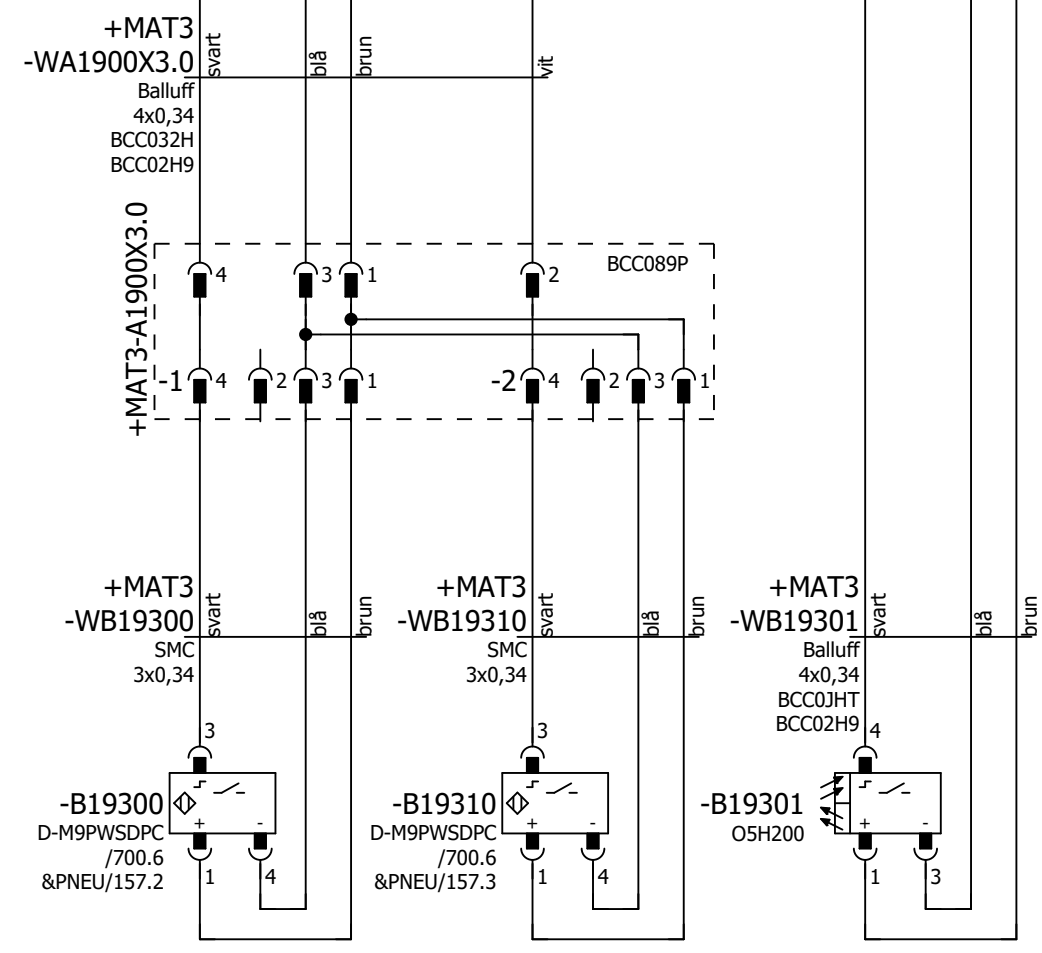 +MAT3
-WA1900X3.0
svart
blå
brun
vit
Balluff
4x0,34
BCC032H
BCC02H9
+MAT3-A1900X3.0
4
3
1
2
BCC089P
-1
4
2
3
1
-2
4
2
3
1
+MAT3
-WB19300
svart
blå
brun
SMC
3x0,34
+MAT3
-WB19310
svart
blå
brun
SMC
3x0,34
+MAT3
-WB19301
svart
blå
brun
Balluff
4x0,34
BCC0JHT
BCC02H9
3
-B19300
D-M9PWSDPC
/700.6
&PNEU/157.2
+
-
1
4
3
-B19310
D-M9PWSDPC
/700.6
&PNEU/157.3
+
-
1
4
4
-B19301
O5H200
+
-
1
3